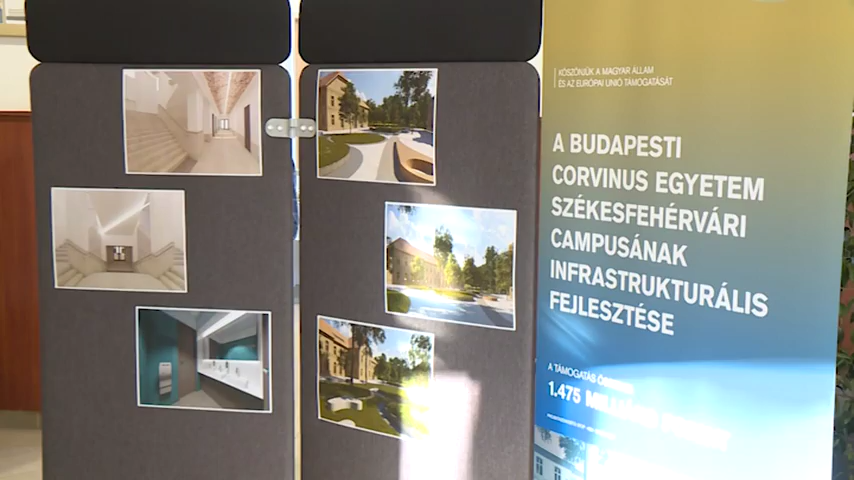 KÖSZÖNJÜK A MAGYAR ÁLLAM
ÉS AZ EURÓPAI UNIÓ TÁMOGATÁSÁT
A BUDAPESTI
CORVINUS EGYETEM
SZÉKESFEHÉRVÁRI
CAMPUSÁNAK
INFRASTRUKTURÁLIS
FEJLESZTÉSE
A TÁMOGATÁS
1.475